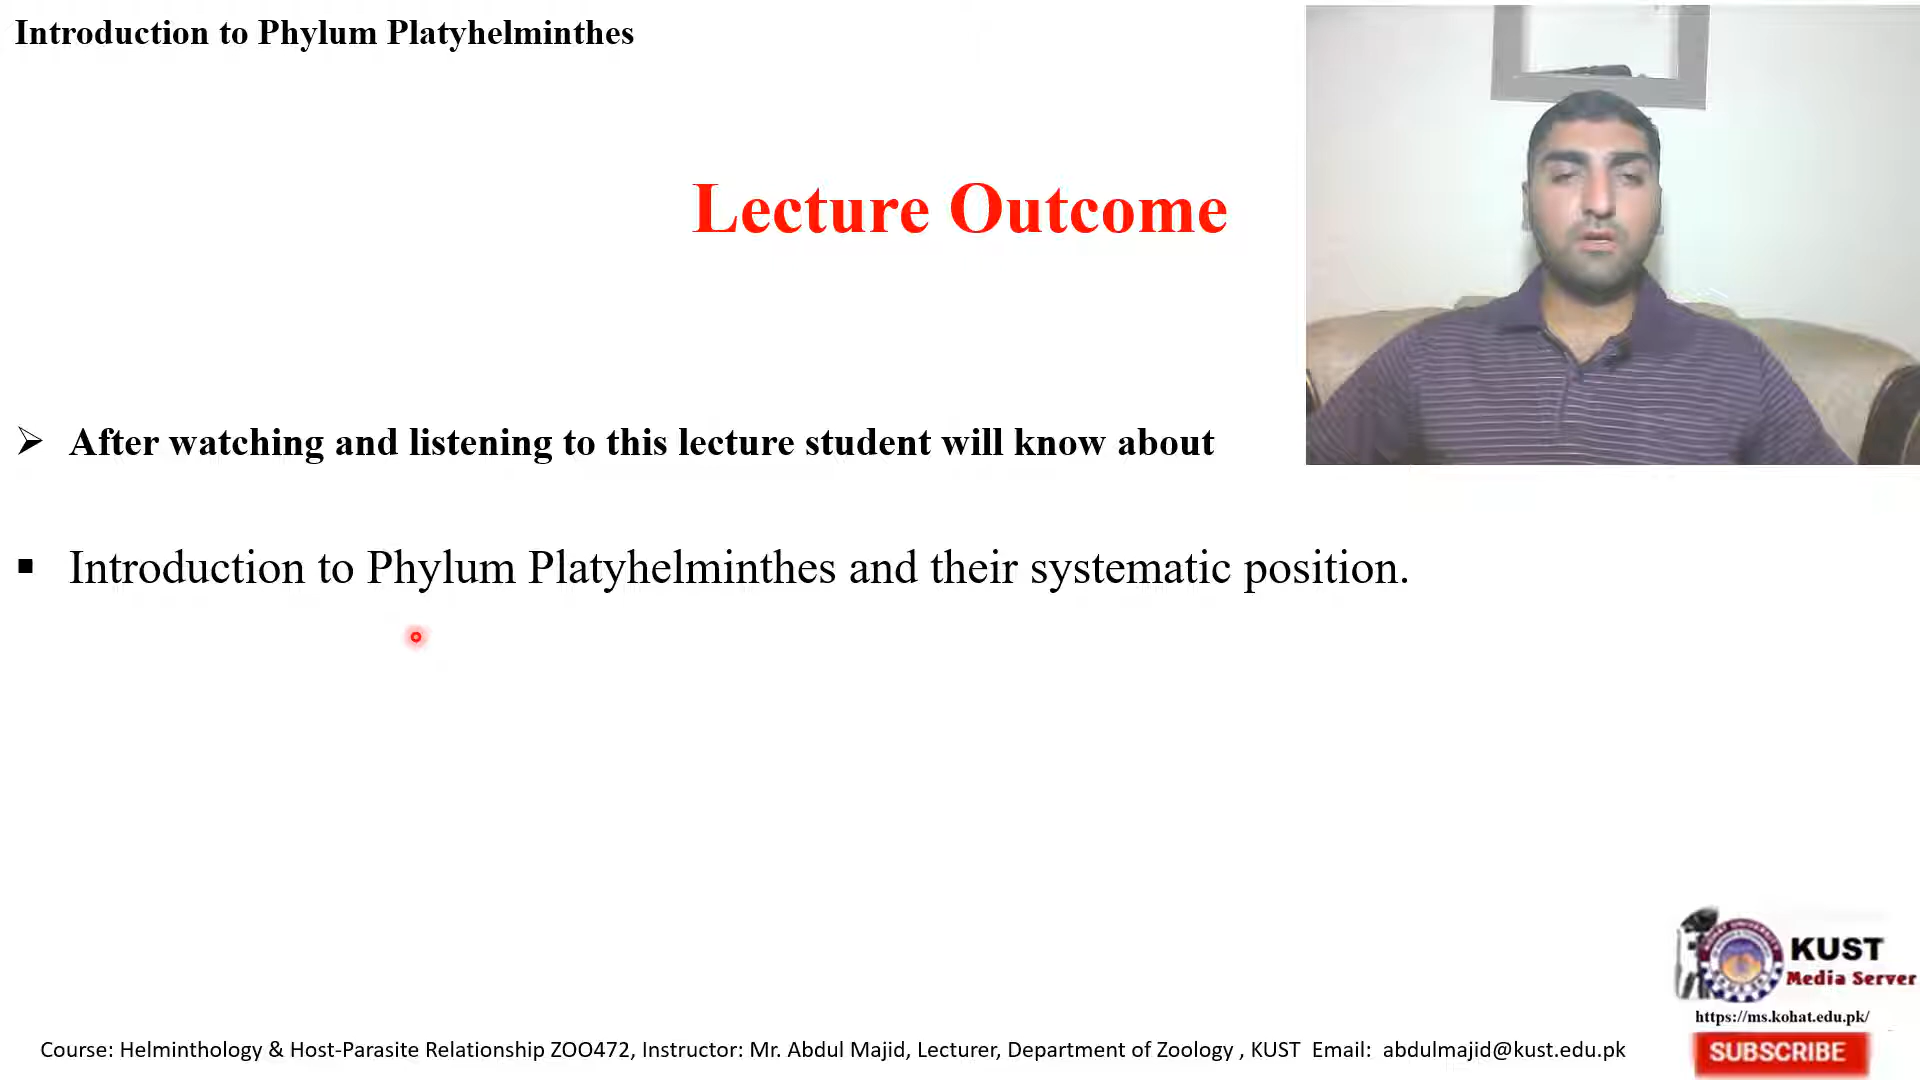 Introduction to Phylum Platyhelminthes
Lecture Outcome
After watching and listening to this lecture student will know about
Introduction to Phylum Platyhelminthes and their systematic position.
KUST
Media Server
https://ms.kohat.edu.pk/
SUBSCRIBE
Course: Helminthology & Host-Parasite Relationship ZOO472, Instructor: Mr. Abdul Majid, Lecturer, Department of Zoology , KUST Email: abdulmajid@kust.edu.pk